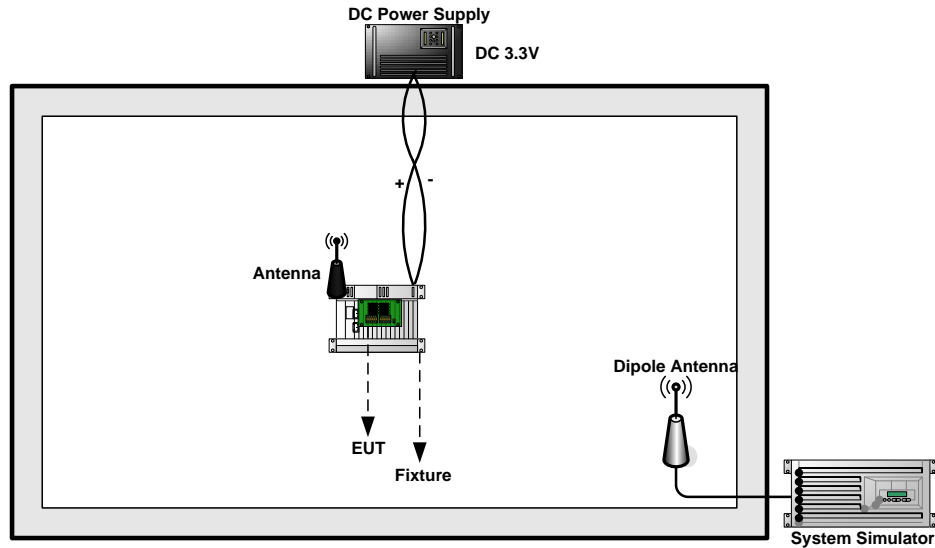 DC Power Supply
DC 3.3V
+ -
Antenna
Dipole Antenna
EUT
Fixture
System Simulator